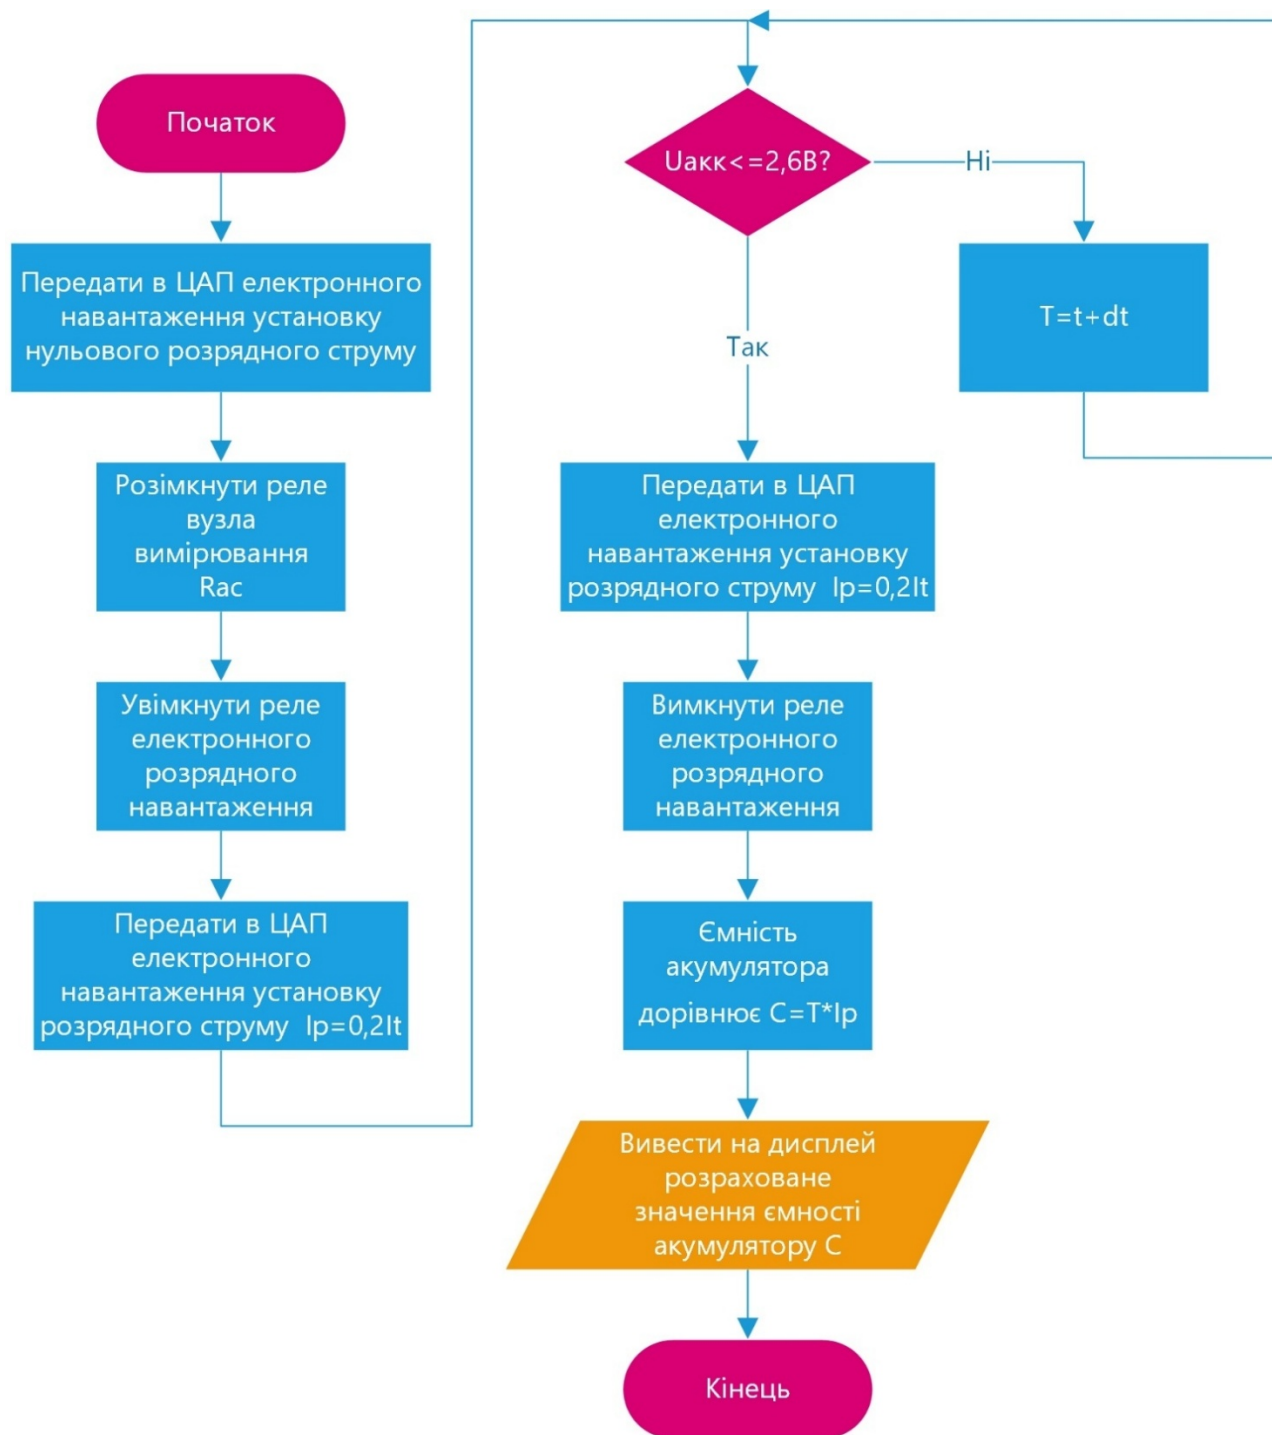 Початок
Передати в ЦАП електронного
навантаження установку
нульового розрядного струму
Розімкнути реле
вузла
вимірювання
Rac
Увімкнути реле
електронного
розрядного
навантаження
Передати в ЦАП
електронного
навантаження установку
розрядного струму Ip=0,2It
Uакк<=2,6В?
Ні
T=t+dt
Так
Передати в ЦАП
електронного
навантаження установку
розрядного струму Ip=0,2It
Вимкнути реле
електронного
розрядного
навантаження
Ємність
акумулятора
дорівнює C=T*Ip
Вивести на дисплей
розраховане
значення ємності
акумулятору С
Кінець